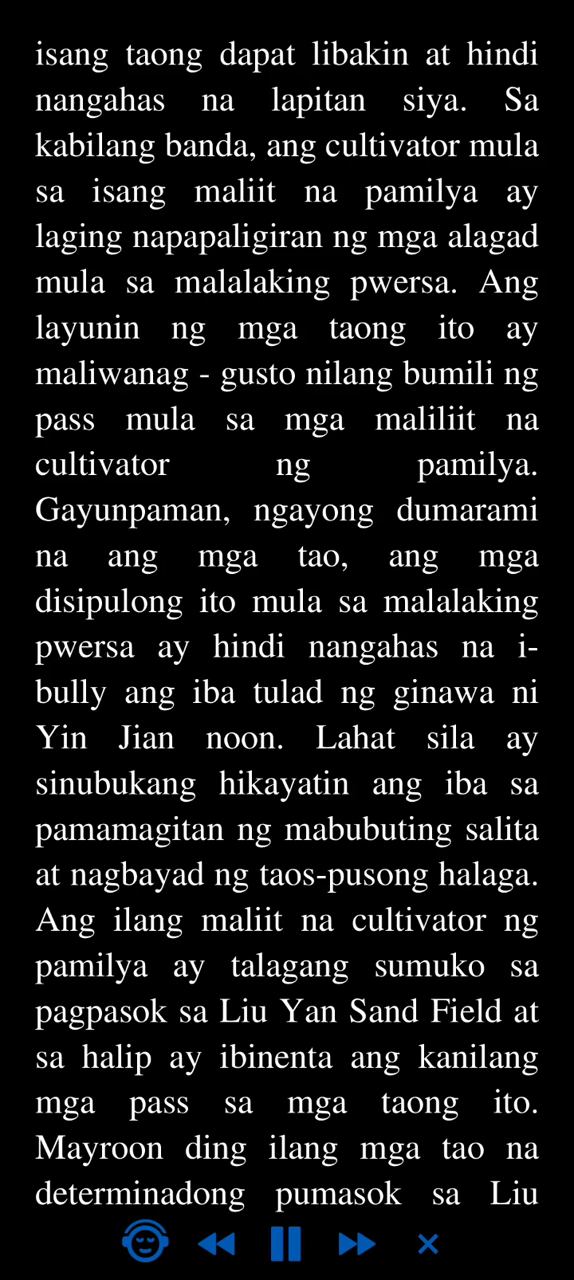 isang taong dapat libakin at hindi
nangahas na lapitan siya. Sa
kabilang banda, ang cultivator mula
sa isang maliit na pamilya ay
laging napapaligiran ng mga alagad
mula sa malalaking pwersa. Ang
layunin ng mga taong ito ay
maliwanag - gusto nilang bumili ng
pass mula sa mga maliliit na
cultivator ng pamilya.
Gayunpaman, ngayong dumarami
na ang mga tao, ang mga
disipulong ito mula sa malalaking
pwersa ay hindi nangahas na i-
bully ang iba tulad ng ginawa ni
Yin Jian noon. Lahat sila ay
sinubukang hikayatin ang iba sa
pamamagitan ng mabubuting salita
at nagbayad ng taos-pusong halaga.
Ang ilang maliit na cultivator ng
pamilya ay talagang sumuko sa
pagpasok sa Liu Yan Sand Field at
sa halip ay ibinenta ang kanilang
mga pass sa mga taong ito.
Mayroon ding ilang mga tao na
determinadong pumasok sa Liu